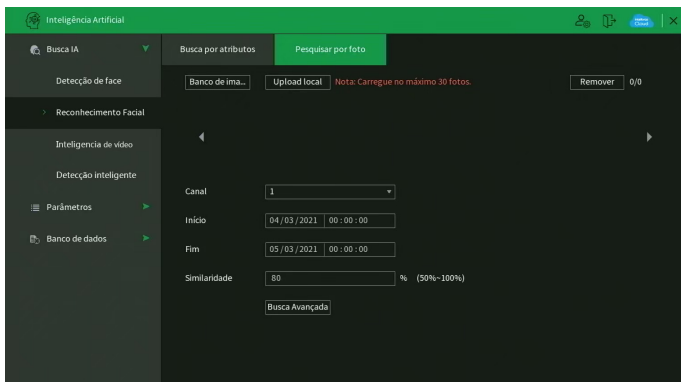 Inteligência Artificial
Busca IA
Busca por atributos
Pesquisar por foto
Detecção de face
Banco de ima...
Upload local
Nota: Carregue no máximo 30 fotos.
Remover
0/0
Reconhecimento Facial
Inteligencia de vídeo
Detecção inteligente
Canal
1
Parâmetros
Início
04/03/2021 00:00:00
Banco de dados
Fim
05/03/2021 00:00:00
Similaridade
80
% (50%~100%)
Busca Avançada